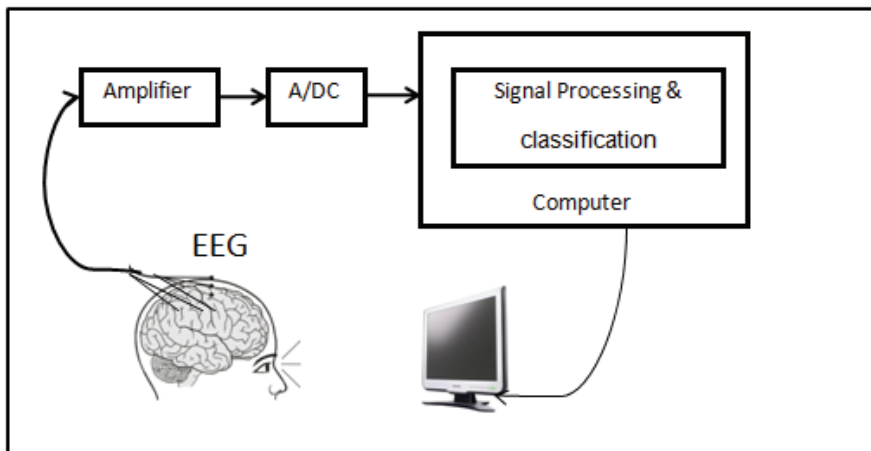 Amplifier
A/DC
Signal Processing &
classification
Computer
EEG